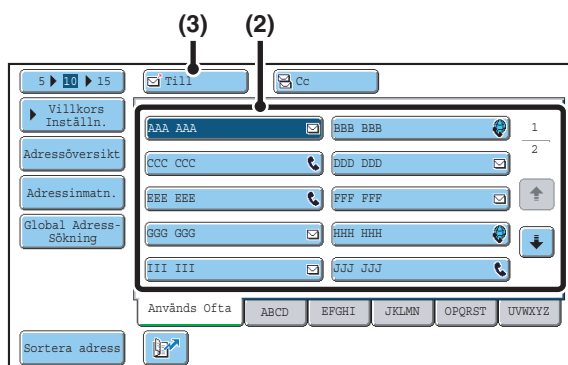 (3) (2)
5 10 15
Till
Cc
Villkors
Inställn.
Adressöversikt
Adressinmatn.
Global Adress-
Sökning
AAA AAA
BBB BBB
CCC CCC
DDD DDD
EEE EEE
FFF FFF
GGG GGG
HHH HHH
III III
JJJ JJJ
1
2
Används Ofta
ABCD
EFGHI
JKLMN
OPQRST
UVWXYZ
Sortera adress